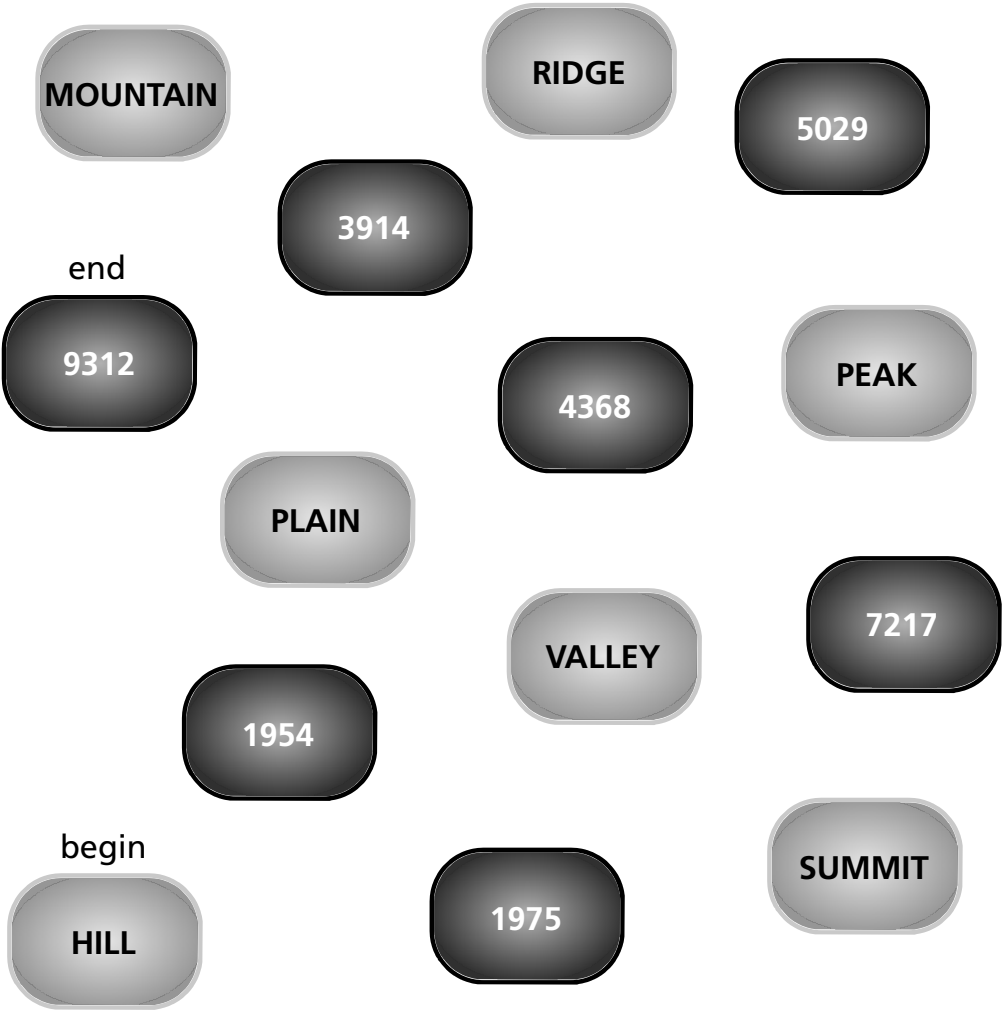 MOUNTAIN
RIDGE
5029
3914
end
9312
4368
PEAK
PLAIN
VALLEY
7217
1954
begin
HILL
1975
SUMMIT